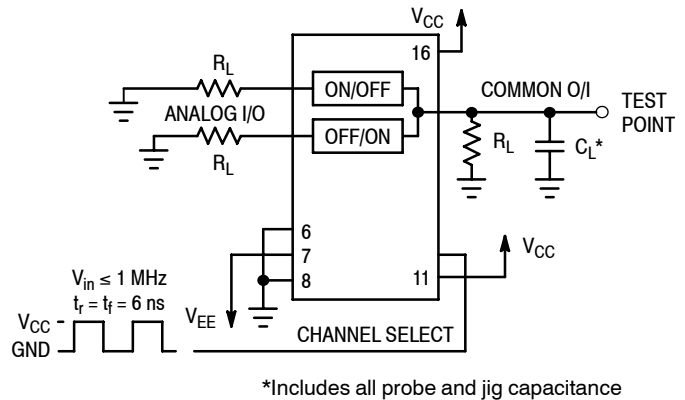 VCC
16
RL
ON/OFF
COMMON O/I
TEST
POINT
ANALOG I/O
OFF/ON
RL
RL
CL*
6
7
8
11
VCC
Vin ≤ 1 MHz
tr = tf = 6 ns
VEE
VCC
GND
CHANNEL SELECT
*Includes all probe and jig capacitance